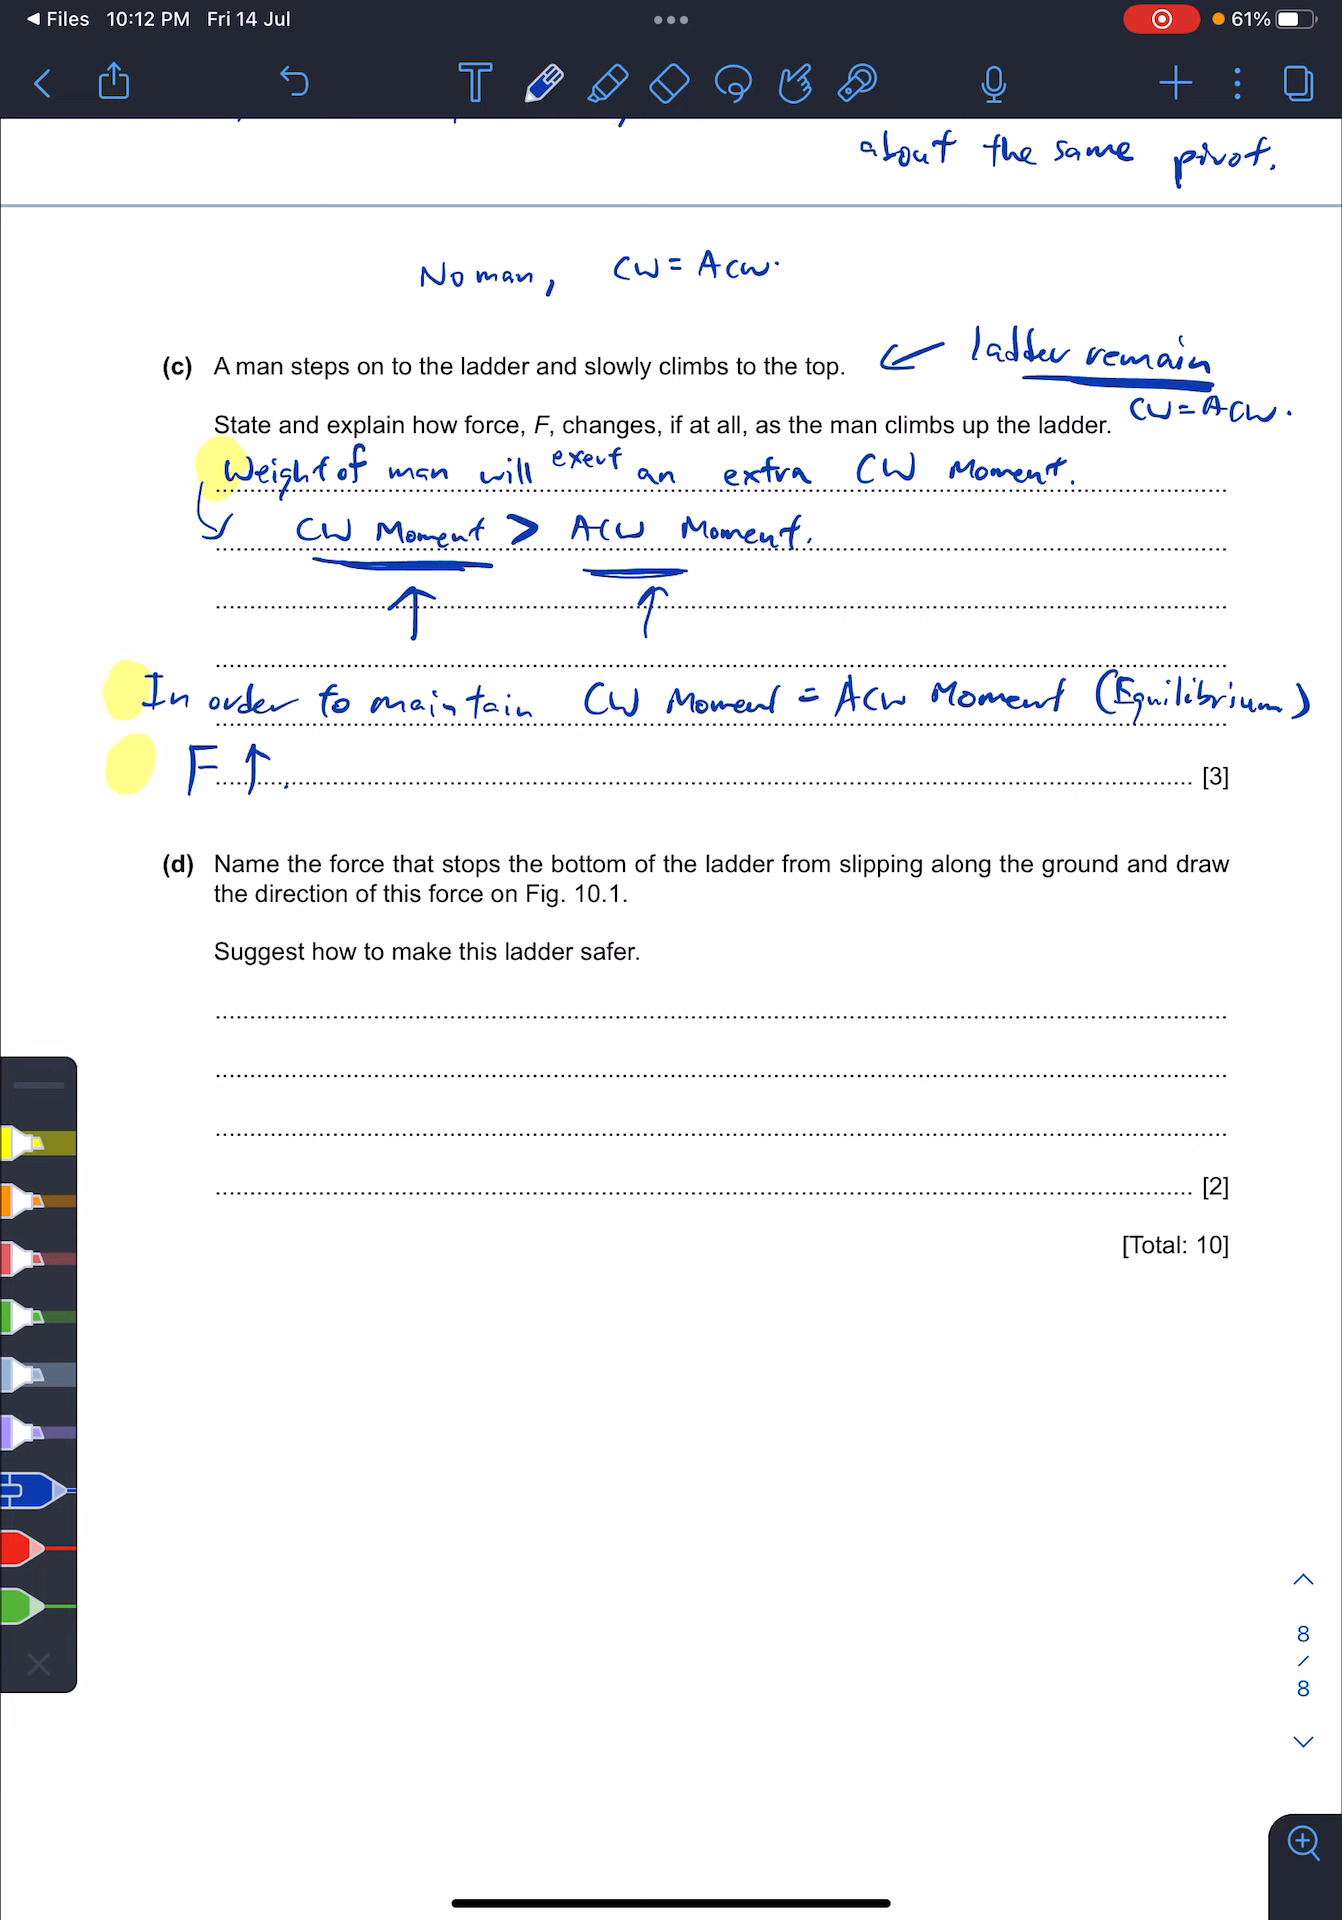 Files 10:12 PM Fri 14 Jul 61%
about the same pivot.
No man, CW = ACW.
(c) A man steps on to the ladder and slowly climbs to the top.
ladder remain
CW = ACW.
State and explain how force, F, changes, if at all, as the man climbs up the ladder.
Weight of man will exert an extra CW Moment.
CW Moment > ACW Moment.
In order to maintain CW Moment = ACW Moment (Equilibrium)
F ↑. [3]
(d) Name the force that stops the bottom of the ladder from slipping along the ground and draw
the direction of this force on Fig. 10.1.
Suggest how to make this ladder safer.
[2]
[Total: 10]
8
/
8